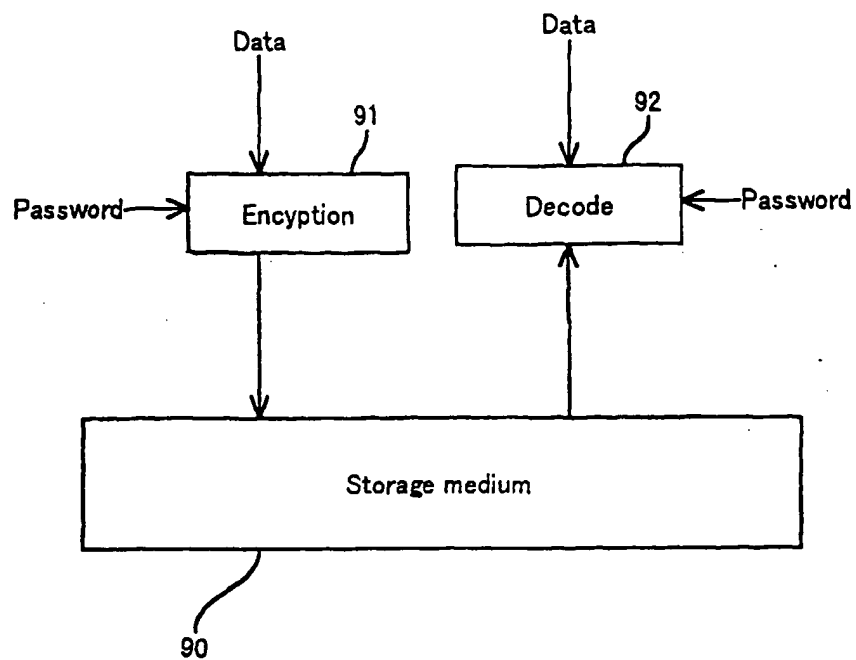 Data
Data
91
92
Password
Encyption
Decode
Password
Storage medium
90